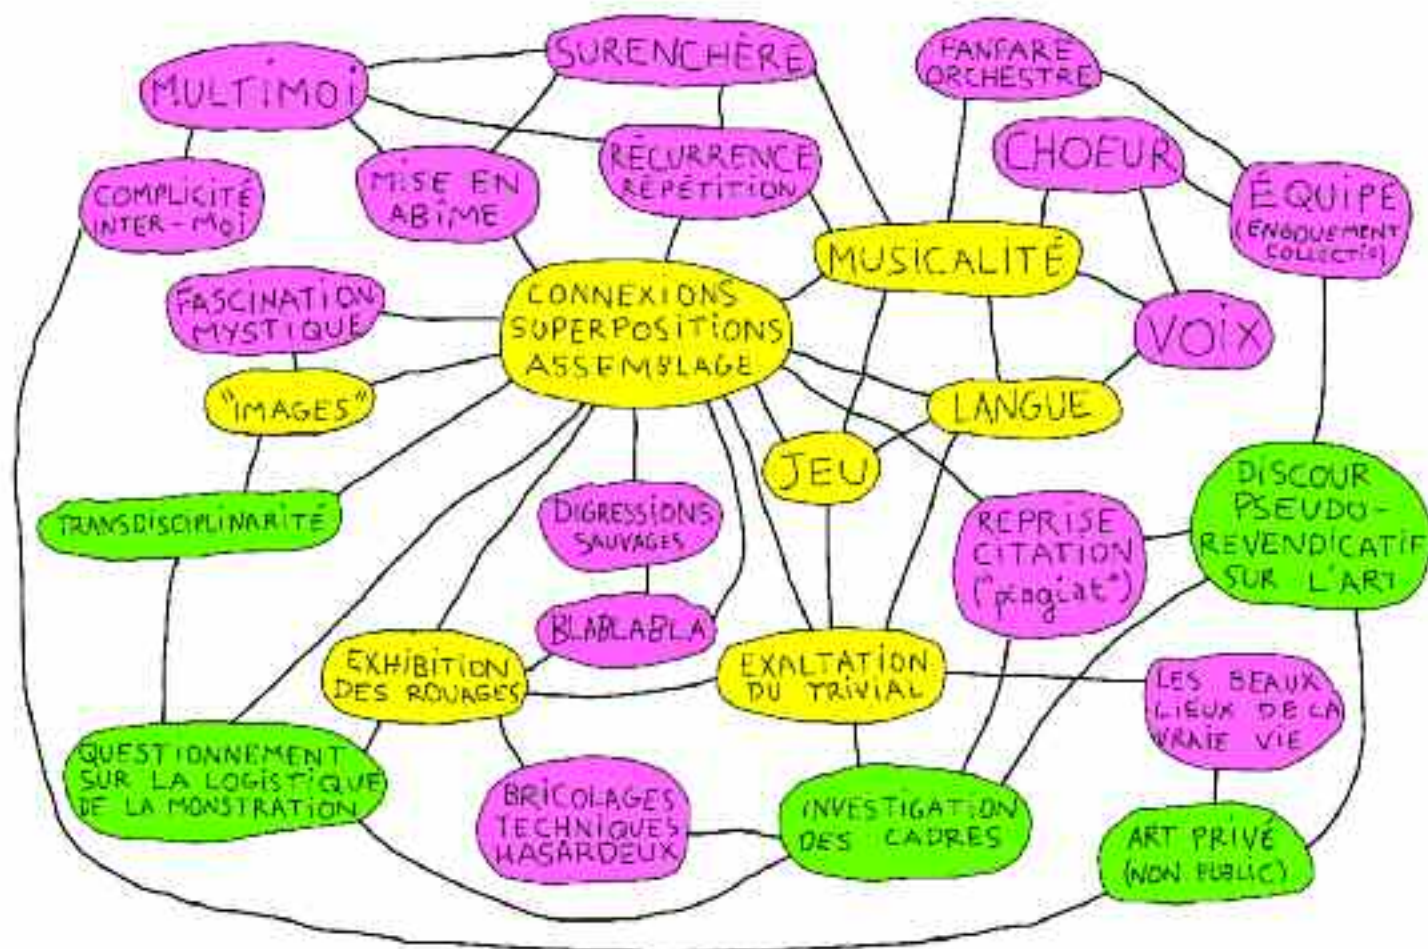 SURENCHÈRE
FANFARE
ORCHESTRE
MULTIMOI
CHOEUR
RÉCURRENCE
RÉPÉTITION
MISE EN
ABÎME
COMPLICITÉ
INTER-MOI
ÉQUIPE
(ENGOUEMENT
COLLECTIF)
MUSICALITÉ
FASCINATION
MYSTIQUE
CONNEXIONS
SUPERPOSITIONS
ASSEMBLAGE
VOIX
"IMAGES"
LANGUE
JEU
DISCOUR
PSEUDO-
REVENDICATIF
SUR L'ART
TRANSDISCIPLINARITÉ
DIGRESSIONS
SAUVAGES
REPRISE
CITATION
("plagiat")
BLABLABLA
EXHIBITION
DES ROUAGES
EXALTATION
DU TRIVIAL
LES BEAUX
LIEUX DE LA
VRAIE VIE
QUESTIONNEMENT
SUR LA LOGISTIQUE
DE LA MONSTRATION
BRICOLAGES
TECHNIQUES
HASARDEUX
INVESTIGATION
DES CADRES
ART PRIVÉ
(NON PUBLIC)